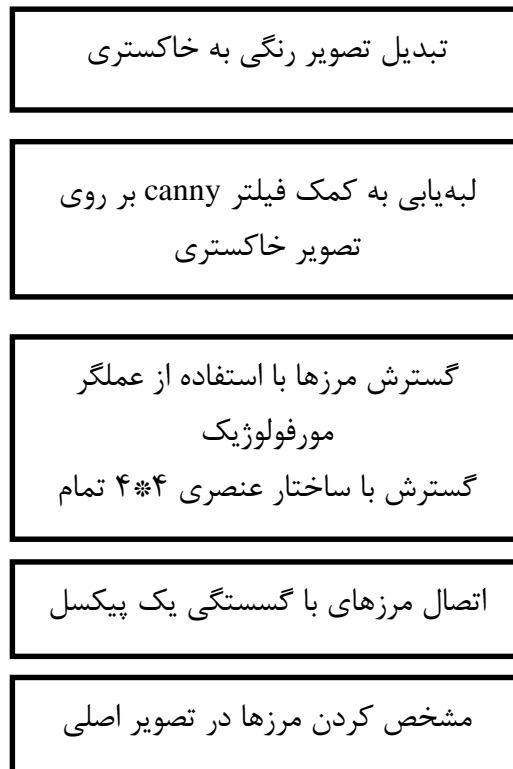 تبدیل تصویر رنگی به خاکستری
لبه‌یابی به کمک فیلتر canny بر روی
تصویر خاکستری
گسترش مرزها با استفاده از عملگر
مورفولوژیک
گسترش با ساختار عنصری ۴*۴ تمام
اتصال مرزهای با گسستگی یک پیکسل
مشخص کردن مرزها در تصویر اصلی